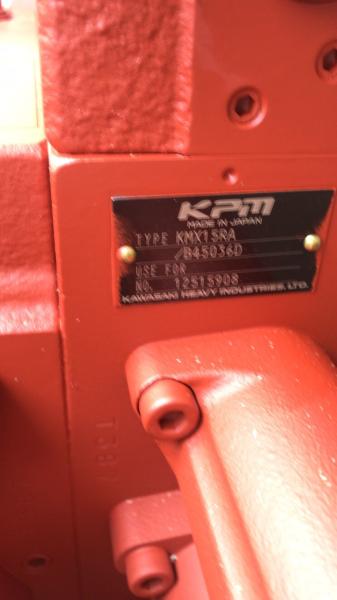 KPM
MADE IN JAPAN
TYPE KMX15RA
/B45036D
USE FOR
NO. 12515908
KAWASAKI HEAVY INDUSTRIES, LTD.